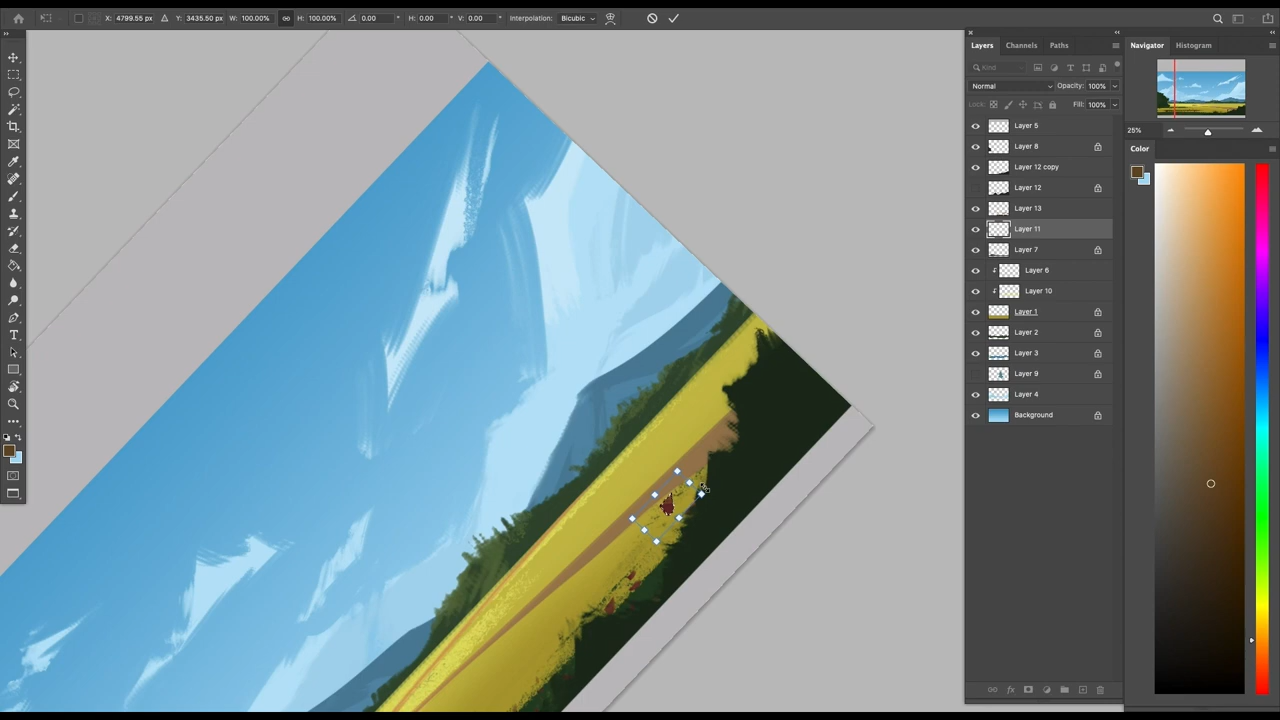 X: 4799.55 px Y: 3435.50 px W: 100.00% H: 100.00% 0.00 ° H: 0.00 ° V: 0.00 ° Interpolation: Bicubic
Layers Channels Paths
Kind
Normal Opacity: 100%
Lock: Fill: 100%
Layer 5
Layer 8
Layer 12 copy
Layer 12
Layer 13
Layer 11
Layer 7
Layer 6
Layer 10
Layer 1
Layer 2
Layer 3
Layer 9
Layer 4
Background
fx
Navigator Histogram
25%
Color